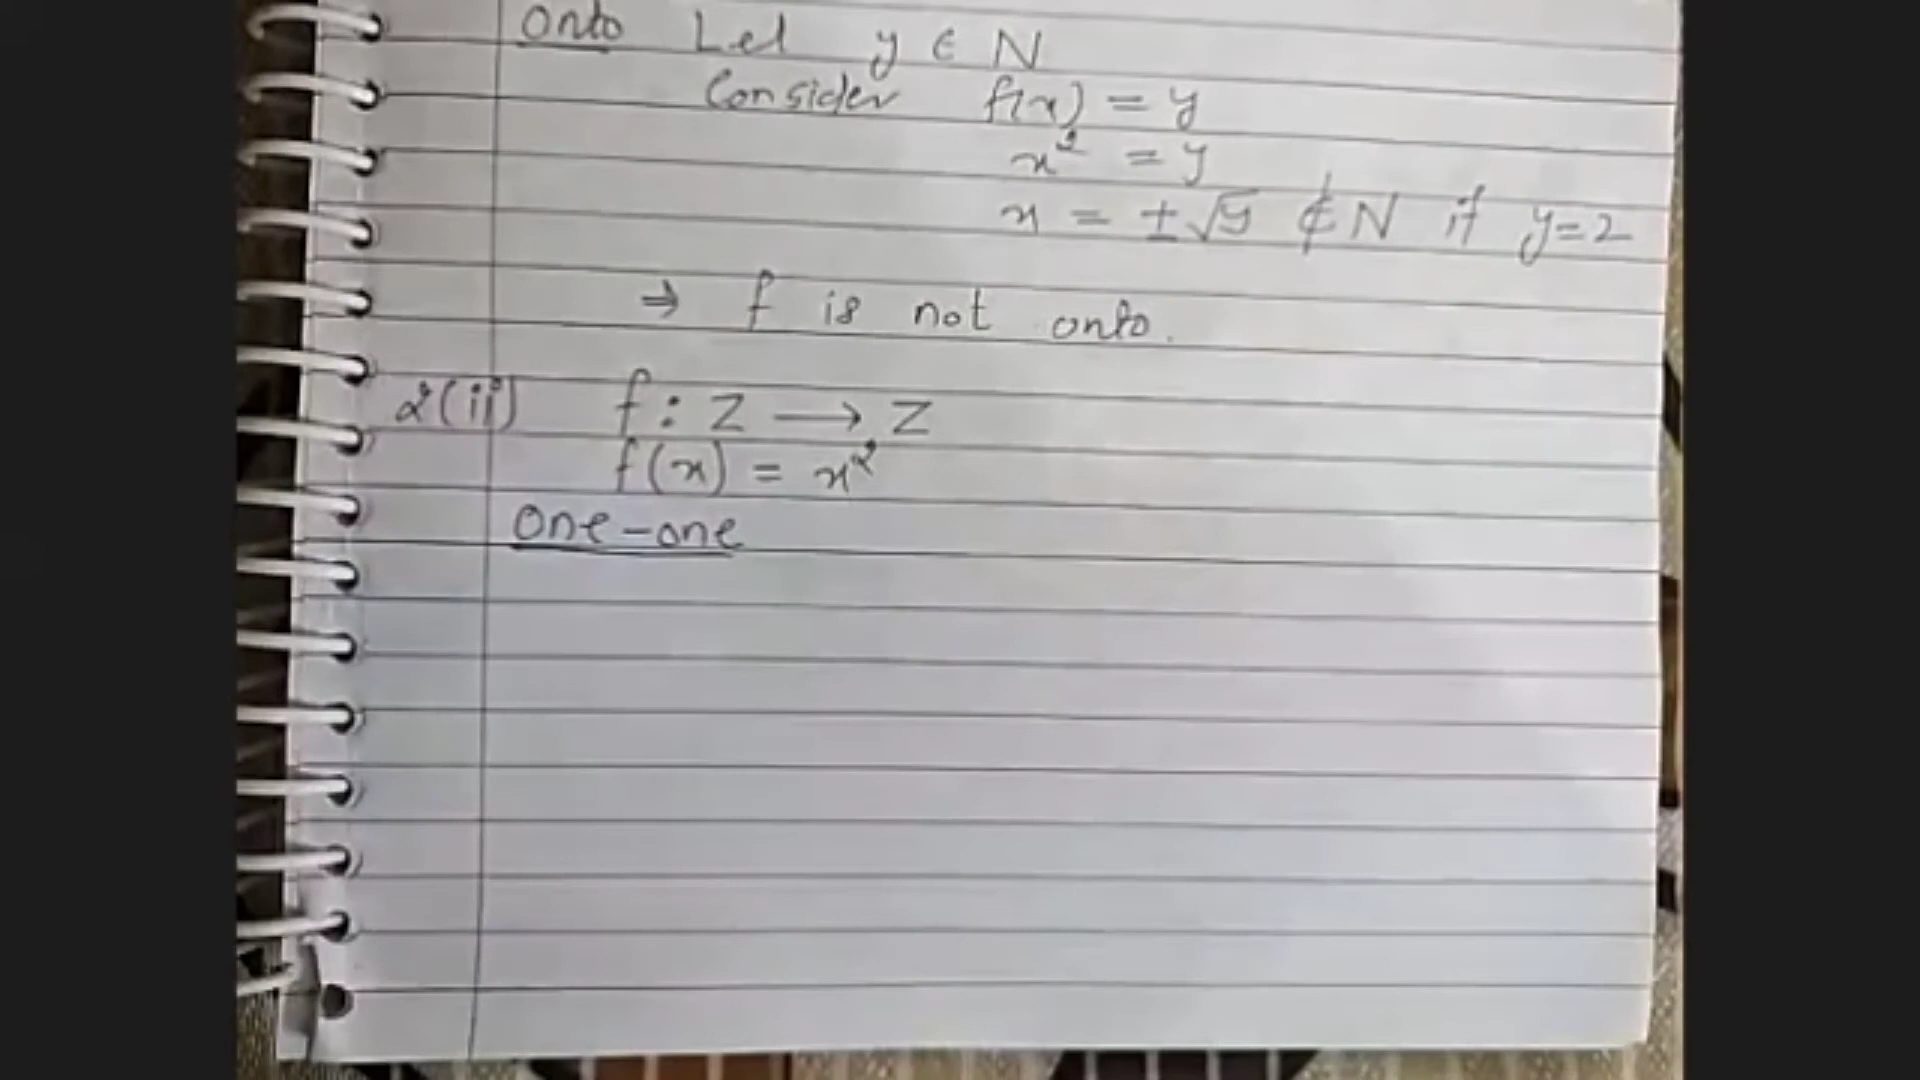 Onto Let y ∈ N
Consider f(x) = y
x² = y
x = ±√y ∉ N if y=2
⇒ f is not onto.
2(ii) f : Z → Z
f(x) = x²
One-one